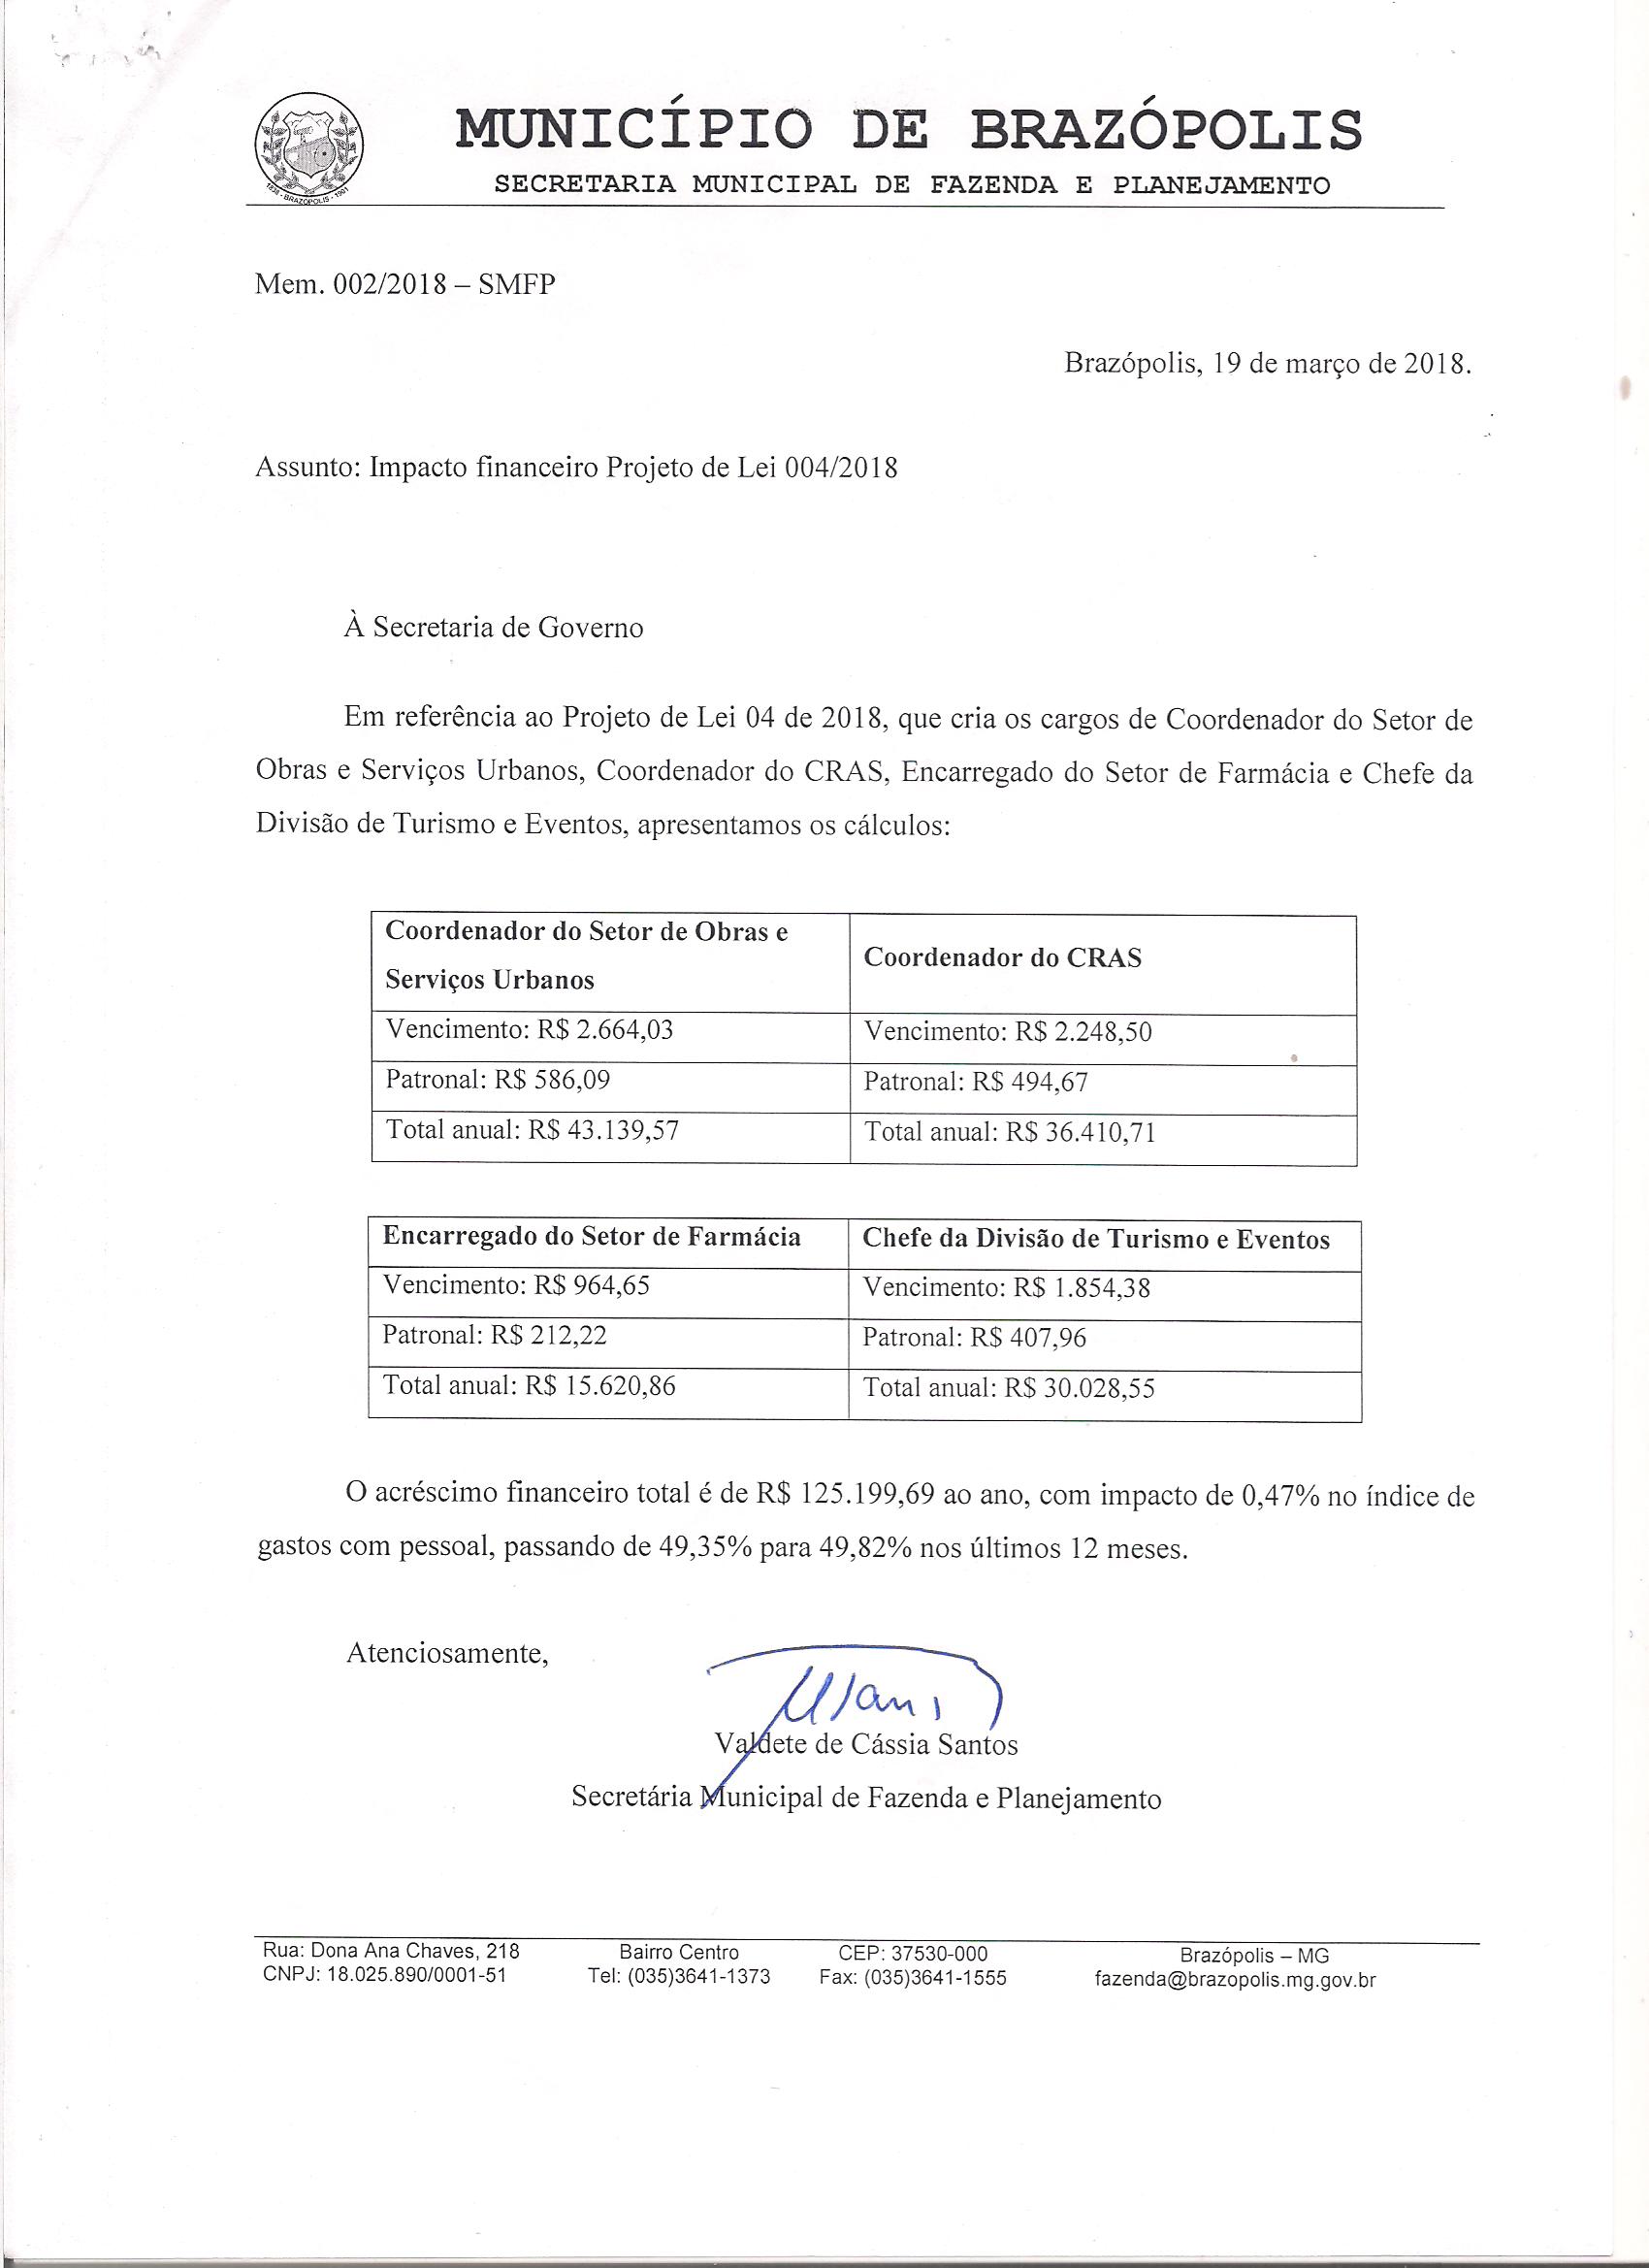 MUNICÍPIO DE BRAZÓPOLIS
SECRETARIA MUNICIPAL DE FAZENDA E PLANEJAMENTO
BRAZÓPOLIS
Mem. 002/2018 – SMFP
Brazópolis, 19 de março de 2018.
Assunto: Impacto financeiro Projeto de Lei 004/2018
À Secretaria de Governo
Em referência ao Projeto de Lei 04 de 2018, que cria os cargos de Coordenador do Setor de
Obras e Serviços Urbanos, Coordenador do CRAS, Encarregado do Setor de Farmácia e Chefe da
Divisão de Turismo e Eventos, apresentamos os cálculos:
Coordenador do Setor de Obras e
Serviços Urbanos
Coordenador do CRAS
Vencimento: R$ 2.664,03
Vencimento: R$ 2.248,50
Patronal: R$ 586,09
Patronal: R$ 494,67
Total anual: R$ 43.139,57
Total anual: R$ 36.410,71
Encarregado do Setor de Farmácia
Chefe da Divisão de Turismo e Eventos
Vencimento: R$ 964,65
Vencimento: R$ 1.854,38
Patronal: R$ 212,22
Patronal: R$ 407,96
Total anual: R$ 15.620,86
Total anual: R$ 30.028,55
O acréscimo financeiro total é de R$ 125.199,69 ao ano, com impacto de 0,47% no índice de
gastos com pessoal, passando de 49,35% para 49,82% nos últimos 12 meses.
Atenciosamente,
Valdete de Cássia Santos
Secretária Municipal de Fazenda e Planejamento
Rua: Dona Ana Chaves, 218 Bairro Centro CEP: 37530-000 Brazópolis – MG
CNPJ: 18.025.890/0001-51 Tel: (035)3641-1373 Fax: (035)3641-1555 fazenda@brazopolis.mg.gov.br